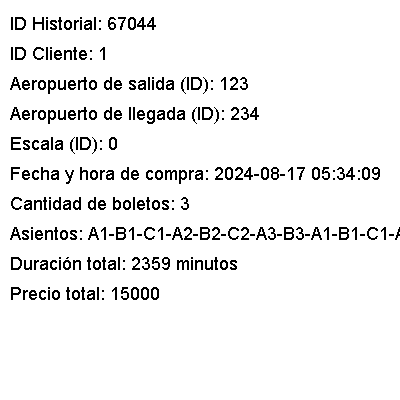 ID Historial: 67044
ID Cliente: 1
Aeropuerto de salida (ID): 123
Aeropuerto de llegada (ID): 234
Escala (ID): 0
Fecha y hora de compra: 2024-08-17 05:34:09
Cantidad de boletos: 3
Asientos: A1-B1-C1-A2-B2-C2-A3-B3-A1-B1-C1-
Duración total: 2359 minutos
Precio total: 15000